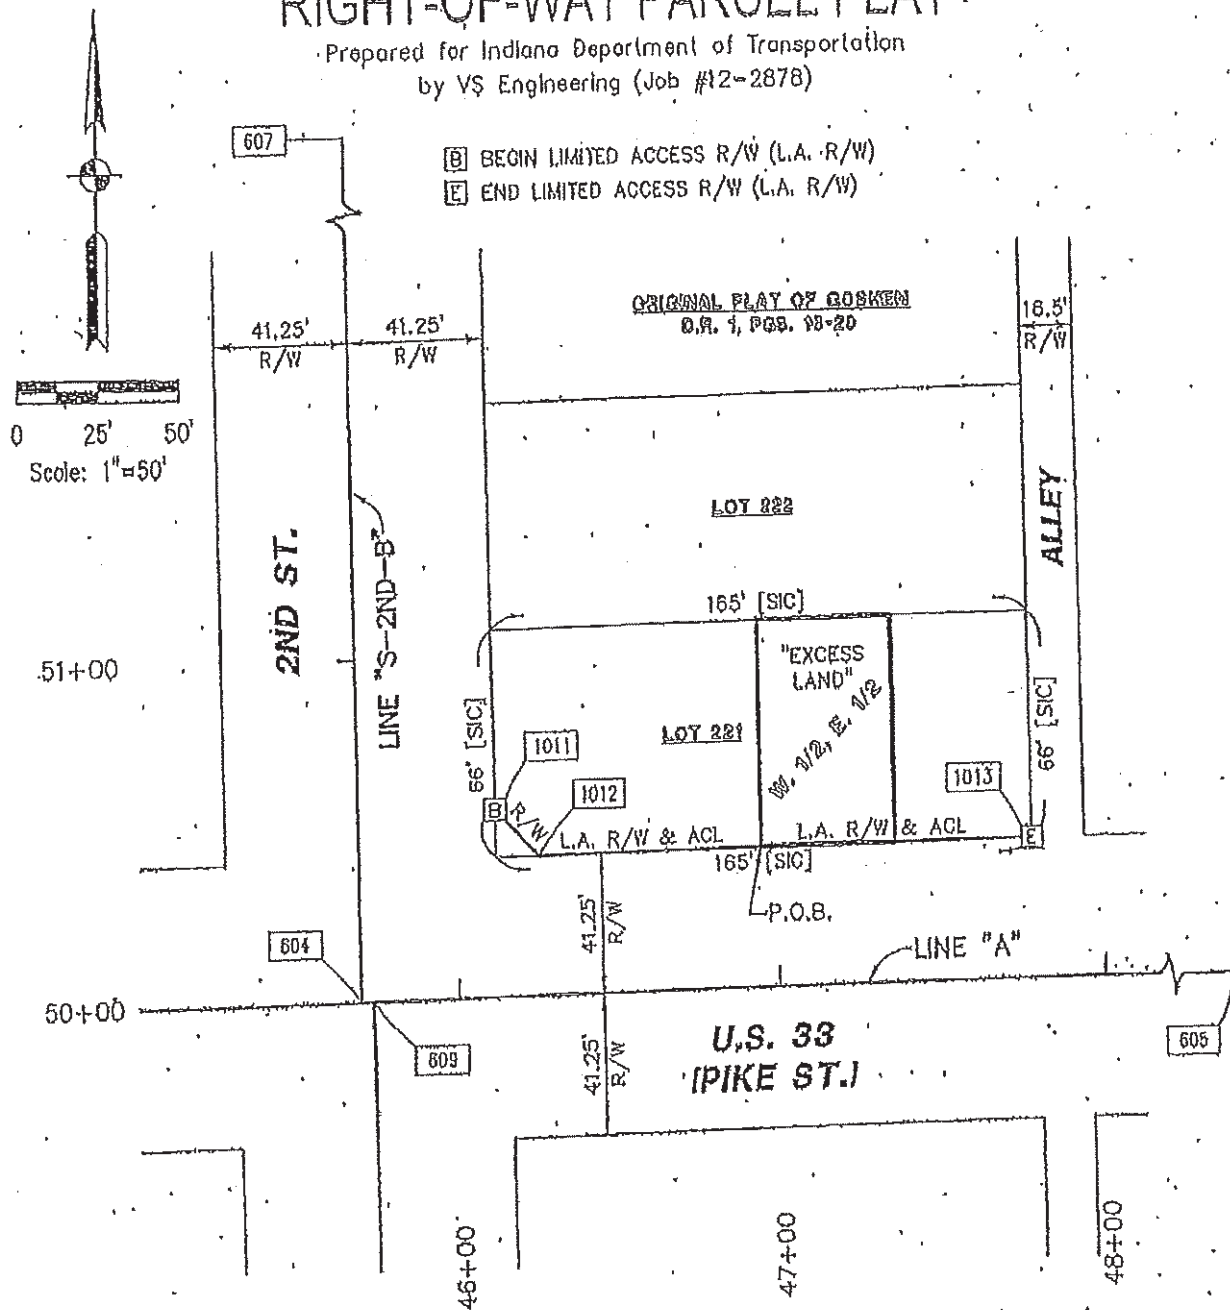 RIGHT-OF-WAY PARCEL PLAT
Prepared for Indiana Department of Transportation
by VS Engineering (Job #12-2878)
607
B BEGIN LIMITED ACCESS R/W (L.A. R/W)
E END LIMITED ACCESS R/W (L.A. R/W)
ORIGINAL PLAT OF GOSHEN
D.R. 1, PGS. 18-20
41.25'
R/W
41.25'
R/W
16.5'
R/W
0 25' 50'
Scale: 1"=50'
LOT 222
ALLEY
2ND ST.
LINE "S-2ND-B"
165' [SIC]
51+00
"EXCESS
LAND"
W. 1/2, E. 1/2
66' [SIC]
LOT 221
66' [SIC]
1011
1012
1013
B
R/W
L.A. R/W & ACL
L.A. R/W & ACL
E
165' [SIC]
P.O.B.
41.25'
R/W
604
LINE "A"
50+00
609
41.25'
R/W
U.S. 33
(PIKE ST.)
605
46+00
47+00
48+00